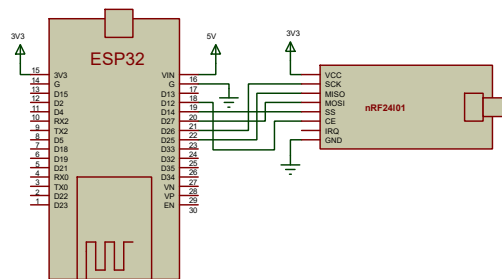 3V3
5V
3V3
ESP32
15 3V3
14 G
13 D15
12 D2
11 D4
10 RX2
9 TX2
8 D5
7 D18
6 D19
5 D21
4 RX0
3 TX0
2 D22
1 D23
VIN 16
G 17
D13 18
D12 19
D14 20
D27 21
D26 22
D25 23
D33 24
D32 25
D35 26
D34 27
VN 28
VP 29
EN 30
VCC
SCK
MISO
MOSI
SS
CE
IRQ
GND
nRF24l01